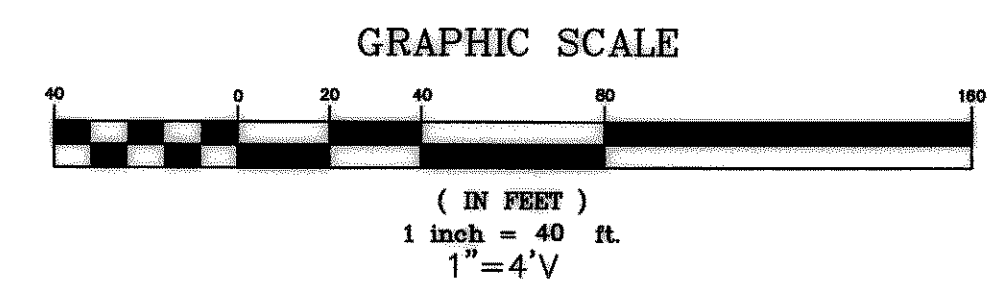 GRAPHIC SCALE
40 0 20 40 80 160
( IN FEET )
1 inch = 40 ft.
1"=4'V